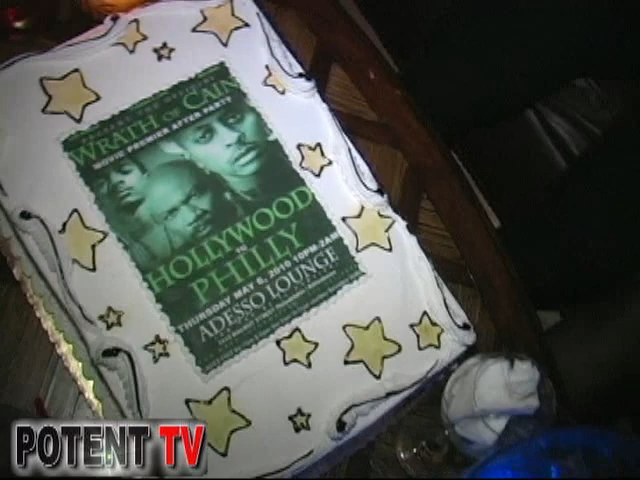 WRATH OF CAIN
MOVIE PREMIER AFTER PARTY
HOLLYWOOD
IN
PHILLY
THURSDAY MAY 6, 2010 10PM-2AM
ADESSO LOUNGE
POTENT TV